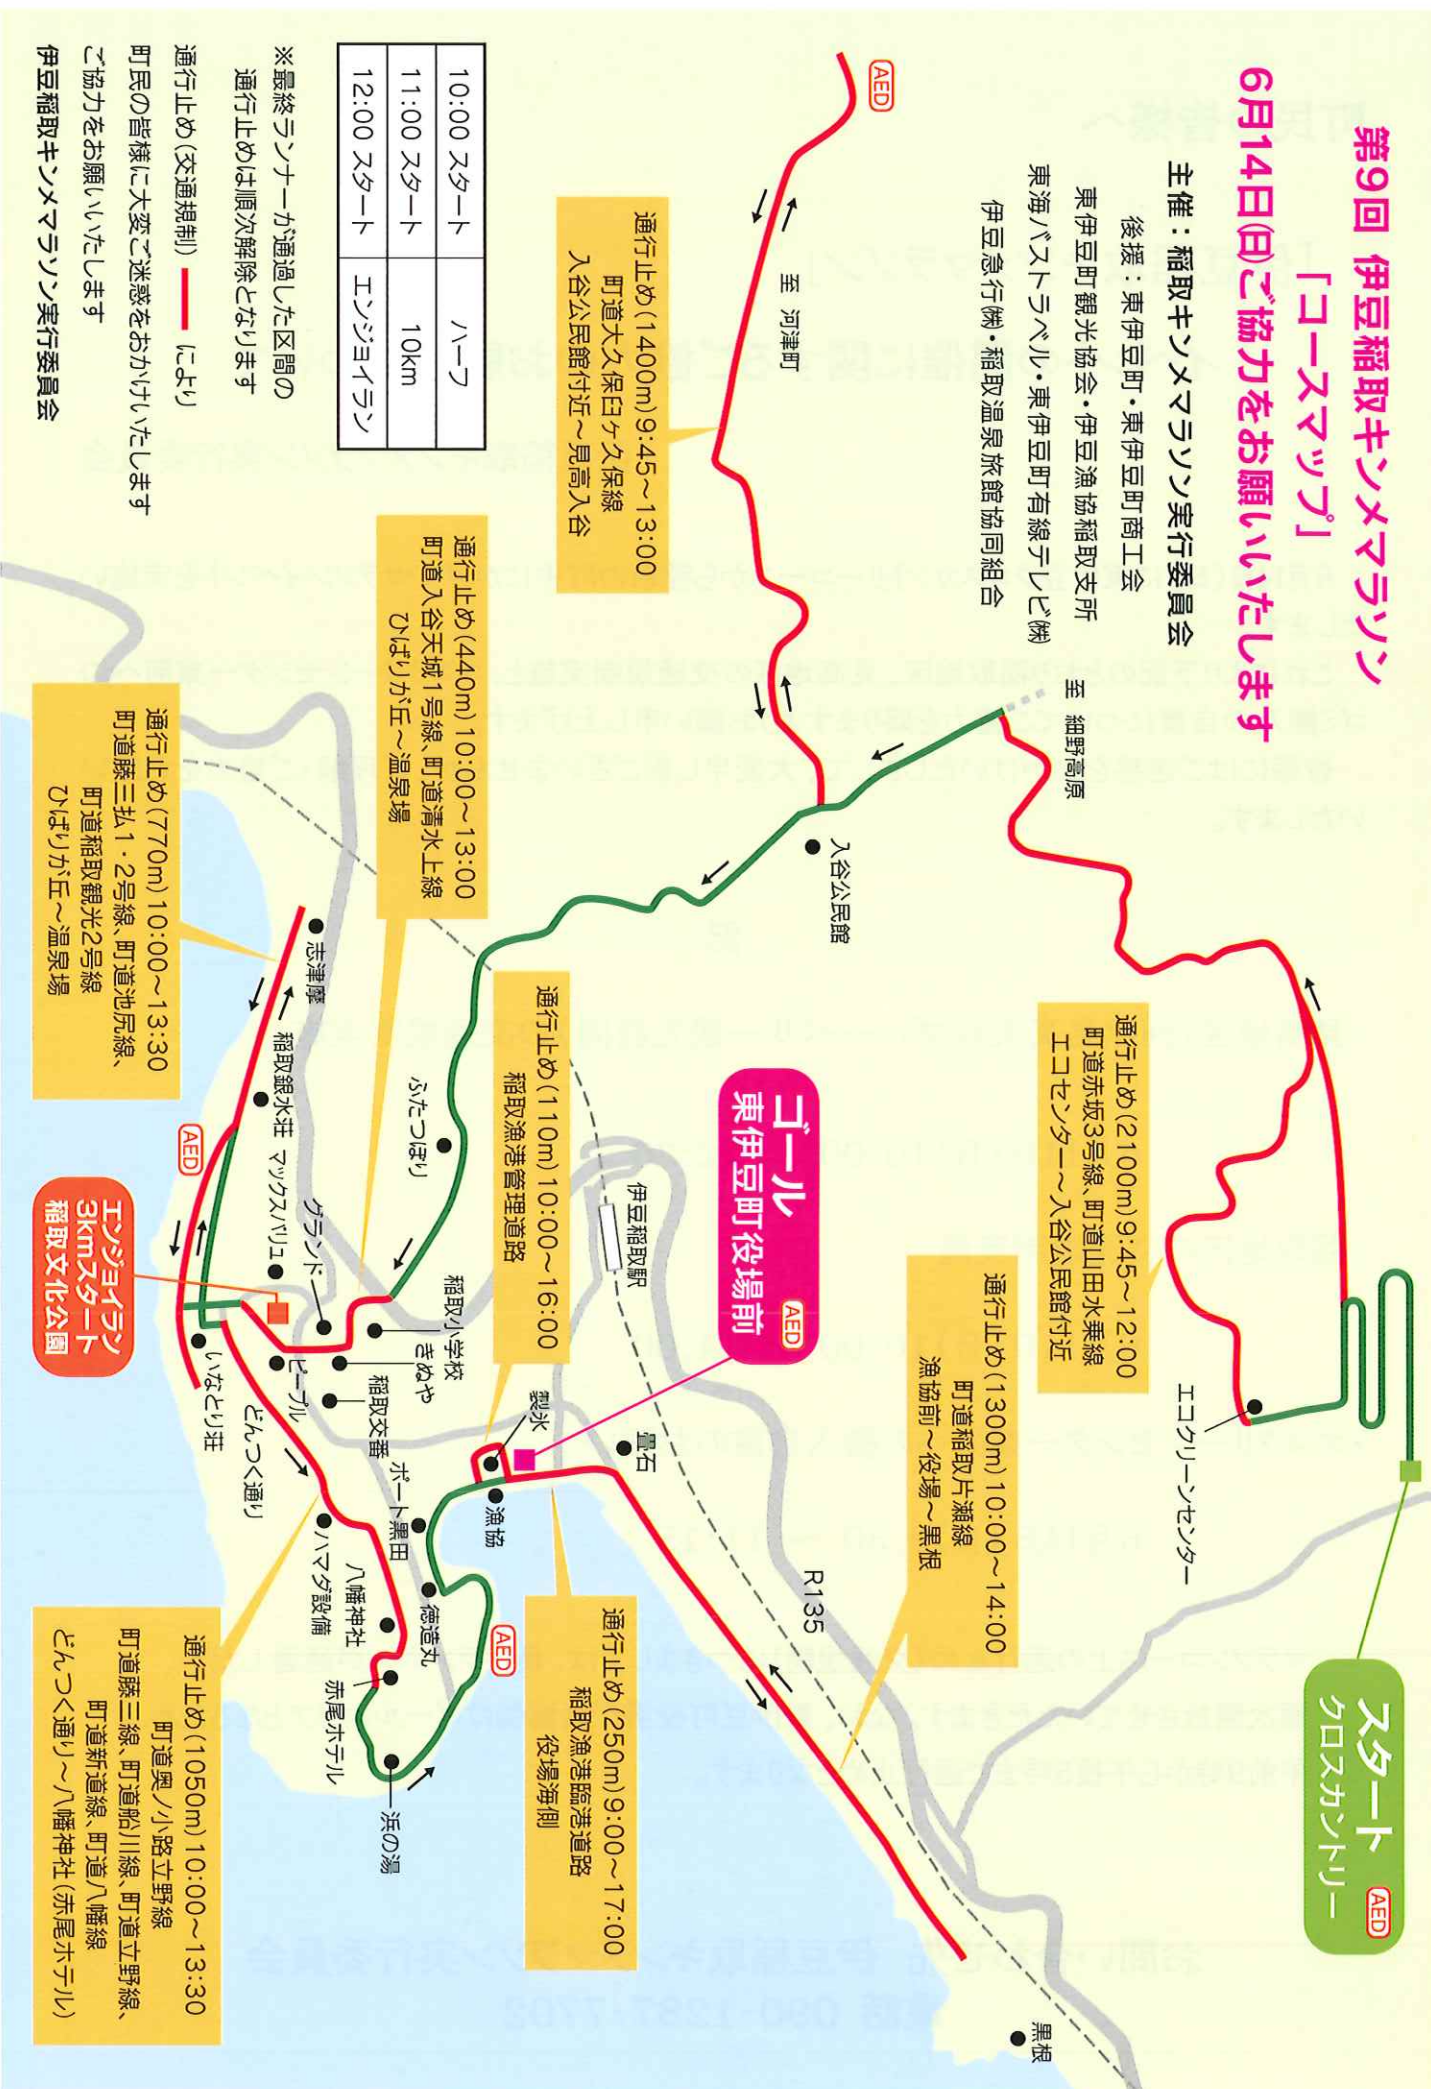 第9回 伊豆稲取キンメマラソン
「コースマップ」
6月14日(日)ご協力をお願いいたします
主催：稲取キンメマラソン実行委員会
後援：東伊豆町・東伊豆町商工会
東伊豆町観光協会・伊豆漁協稲取支所
東海バストラベル・東伊豆町有線テレビ㈱
伊豆急行㈱・稲取温泉旅館協同組合
スタート AED
クロスカントリー
エコクリーンセンター
通行止め(2100m)9:45～12:00
町道赤坂3号線、町道山田水乗線
エコセンター～入谷公民館付近
至 細野高原
AED
至 河津町
入谷公民館
通行止め(1400m)9:45～13:00
町道大久保臼ヶ久保線
入谷公民館付近～見高入谷
10:00 スタート ハーフ
11:00 スタート 10km
12:00 スタート エンジョイラン
※最終ランナーが通過した区間の
通行止めは順次解除となります
通行止め(交通規制) により
町民の皆様に大変ご迷惑をおかけいたします
ご協力をお願いいたします
伊豆稲取キンメマラソン実行委員会
通行止め(1300m)10:00～14:00
町道稲取片瀬線
漁協前～役場～黒根
R135
黒根
ゴール AED
東伊豆町役場前
伊豆稲取駅
畳石
通行止め(110m)10:00～16:00
稲取漁港管理道路
製氷
漁協
通行止め(250m)9:00～17:00
稲取漁港臨港道路
役場海側
AED
通行止め(440m)10:00～13:00
町道入谷天城1号線、町道清水上線
ひばりが丘～温泉場
ふたつぼり
稲取小学校
きぬや
稲取交番
ポート黒田
徳造丸
八幡神社
赤尾ホテル
浜の湯
ハマダ設備
どんつく通り
ピープル
グランド
マックスバリュ
稲取銀水荘
志津摩
いなとり荘
AED
通行止め(770m)10:00～13:30
町道藤三払1・2号線、町道池尻線、
町道稲取観光2号線
ひばりが丘～温泉場
エンジョイラン
3kmスタート
稲取文化公園
通行止め(1050m)10:00～13:30
町道奥ノ小路立野線
町道藤三線、町道船川線、町道立野線、
町道新道線、町道八幡線
どんつく通り～八幡神社(赤尾ホテル)
電話 090-1297-7702